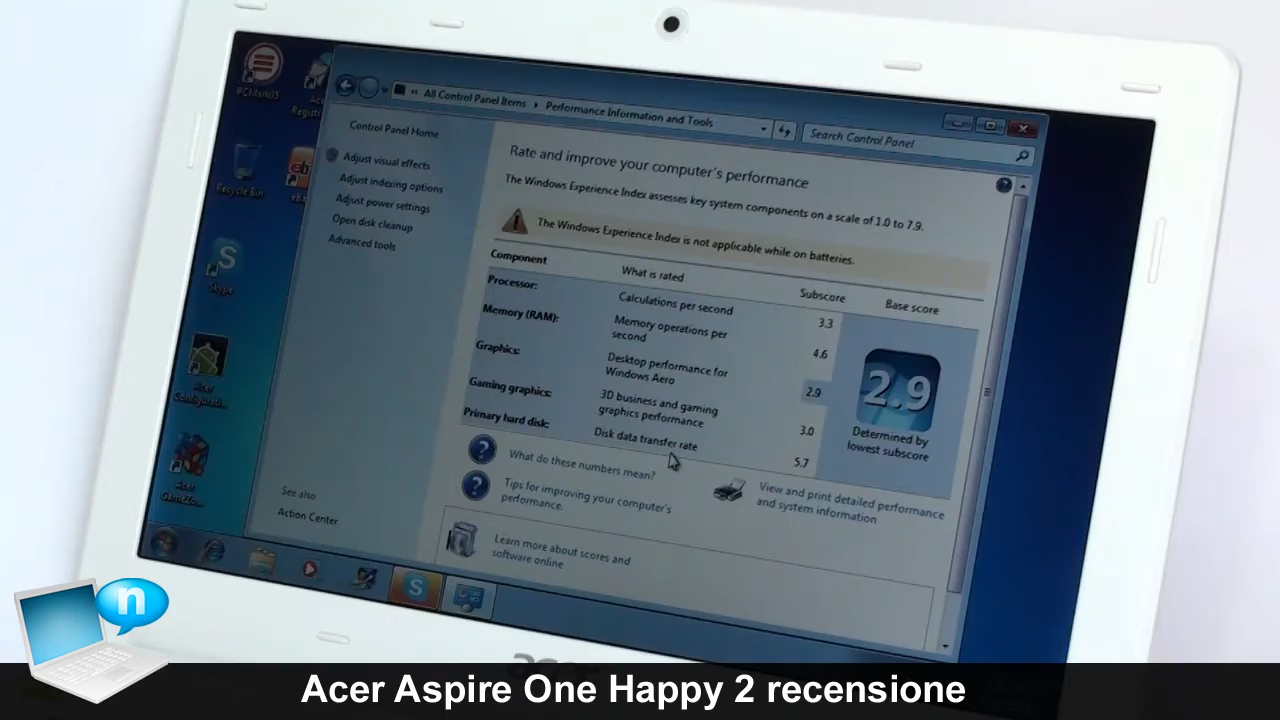 PCMark05
Recycle Bin
Skype
Acer
Configurati...
Acer
GameZo...
All Control Panel Items
Performance Information and Tools
Search Control Panel
Control Panel Home
Adjust visual effects
Adjust indexing options
Adjust power settings
Open disk cleanup
Advanced tools
See also
Action Center
Rate and improve your computer's performance
The Windows Experience Index assesses key system components on a scale of 1.0 to 7.9.
The Windows Experience Index is not applicable while on batteries.
Component What is rated Subscore Base score
Processor: Calculations per second 3.3
Memory (RAM): Memory operations per
second 4.6
Graphics: Desktop performance for
Windows Aero 2.9
Gaming graphics: 3D business and gaming
graphics performance 3.0
Primary hard disk: Disk data transfer rate 5.7
2.9
Determined by
lowest subscore
What do these numbers mean?
Tips for improving your computer's
performance.
View and print detailed performance
and system information
Learn more about scores and
software online
acer
n
Acer Aspire One Happy 2 recensione